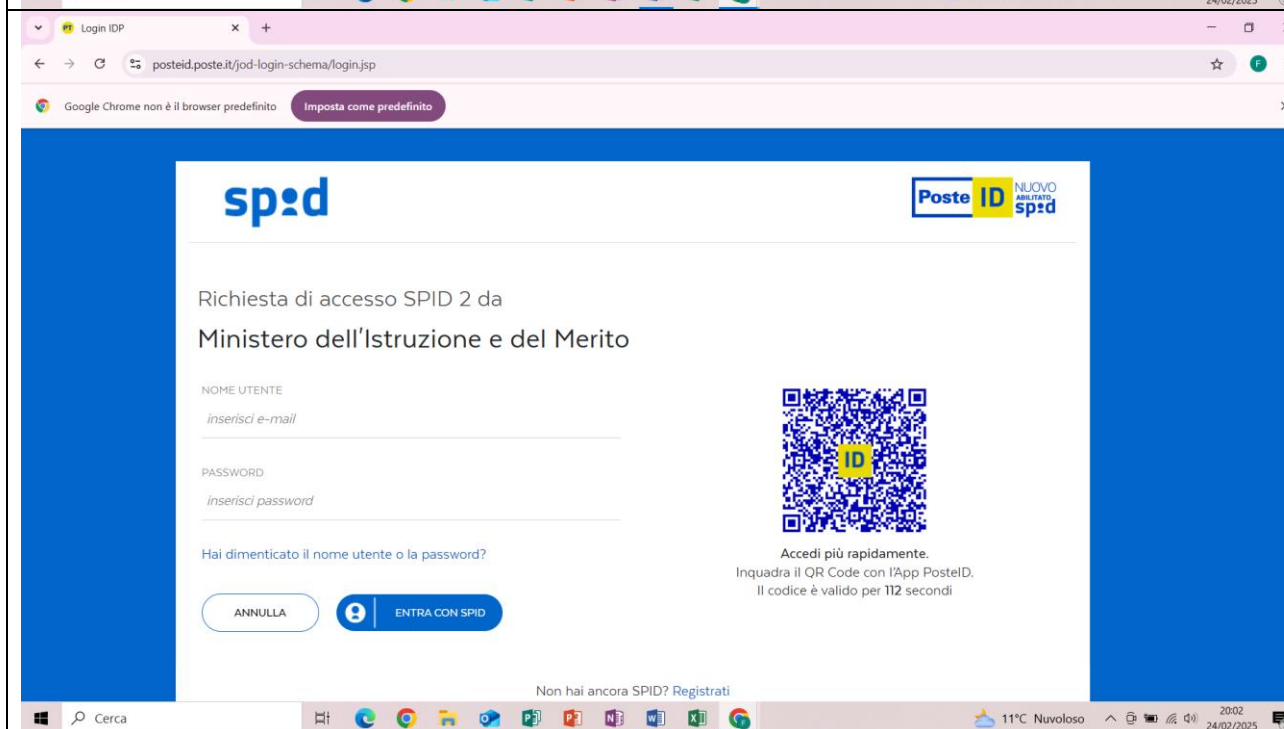 24/02/2025
PT Login IDP
posteid.poste.it/jod-login-schema/login.jsp
F
Google Chrome non è il browser predefinito Imposta come predefinito
spid
Poste ID NUOVO ABILITATO spid
Richiesta di accesso SPID 2 da
Ministero dell'Istruzione e del Merito
NOME UTENTE
inserisci e-mail
PASSWORD
inserisci password
Hai dimenticato il nome utente o la password?
ANNULLA ENTRA CON SPID
ID
Accedi più rapidamente.
Inquadra il QR Code con l'App PosteID.
Il codice è valido per 112 secondi
Non hai ancora SPID? Registrati
Cerca
11°C Nuvoloso
20:02
24/02/2025